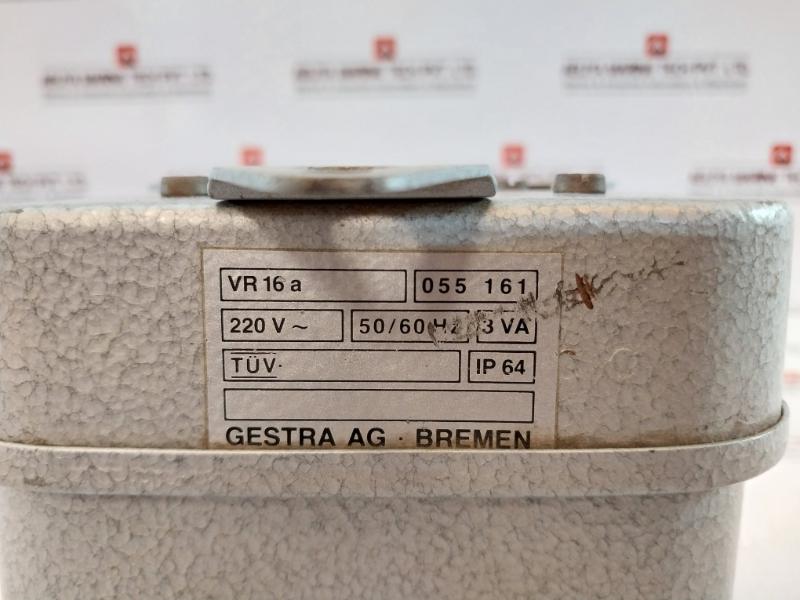 VR 16 a 055 161
220 V ~ 50/60 Hz 3 VA
TÜV· IP 64
GESTRA AG · BREMEN